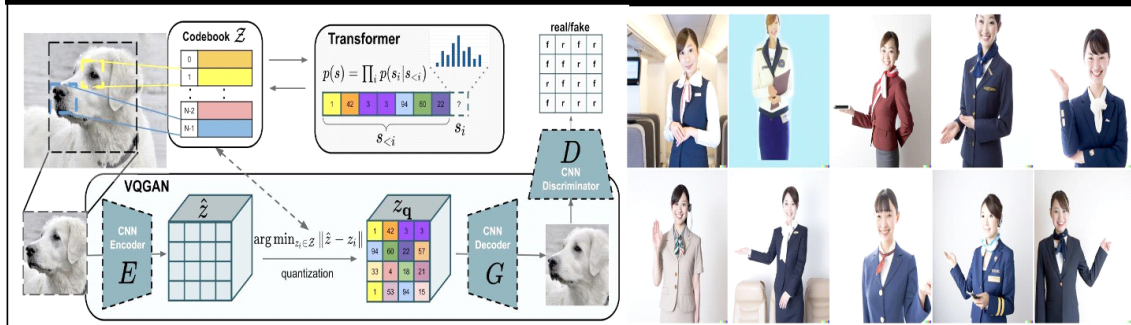 Codebook 𝒵
0
1
N-2
N-1
Transformer
p(s) = ∏ᵢ p(sᵢ|s<ᵢ)
1 42 3 3 94 60 22 ?
s<ᵢ sᵢ
real/fake
f r f r
f f r r
VQGAN
CNN
Encoder
E
ẑ
arg min_{zᵢ∈𝒵} ‖ẑ − zᵢ‖
quantization
z_q
1 42 3 3
94 60 22 57
33 4 18 21
1 53 94 15
CNN
Decoder
G
D
CNN
Discriminator